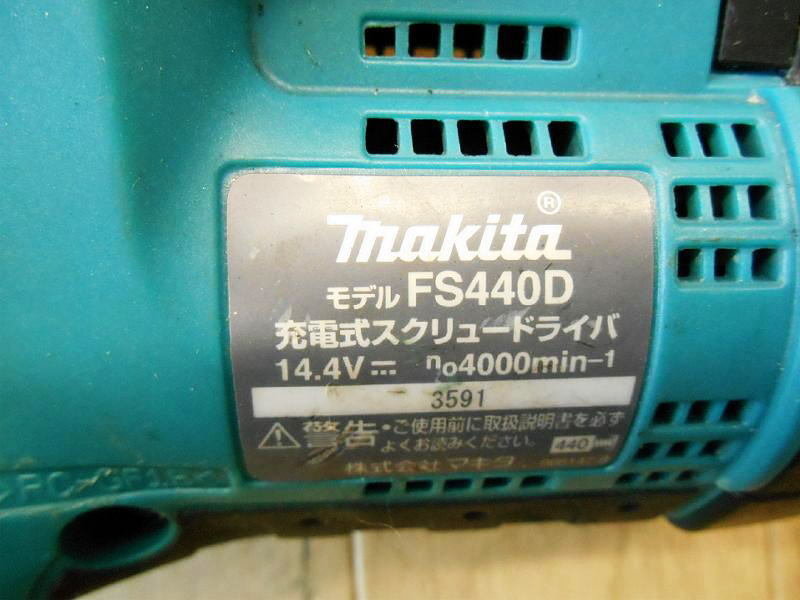 makita®
モデル FS440D
充電式スクリュードライバ
14.4V⎓ n₀4000min-1
3591
⚠警告・ご使用前に取扱説明書を必ず
よくお読みください。 440
株式会社 マキタ